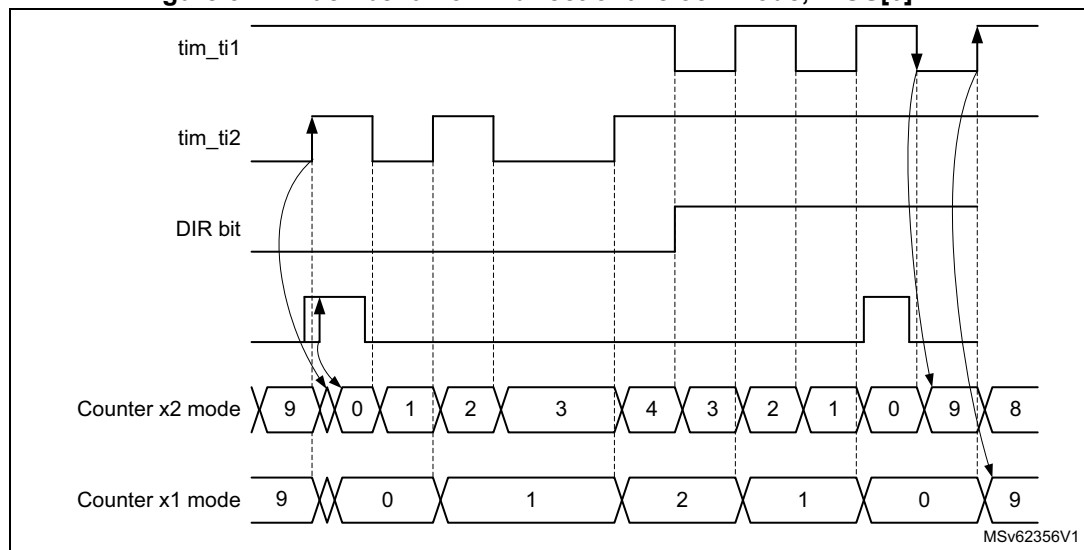 tim_ti1
tim_ti2
DIR bit
Counter x2 mode 9 0 1 2 3 4 3 2 1 0 9 8
Counter x1 mode 9 0 1 2 1 0 9
MSv62356V1